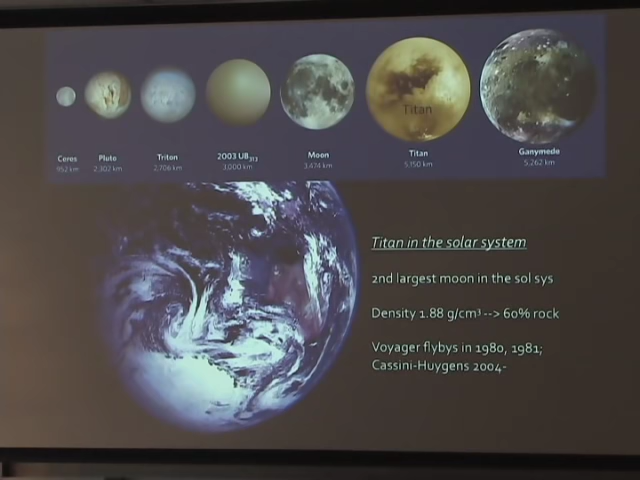 Titan
Ceres
952 km
Pluto
2,302 km
Triton
2,706 km
2003 UB313
3,000 km
Moon
3,474 km
Titan
5,150 km
Ganymede
5,262 km
Titan in the solar system
2nd largest moon in the sol sys
Density 1.88 g/cm³ --> 60% rock
Voyager flybys in 1980, 1981;
Cassini-Huygens 2004-